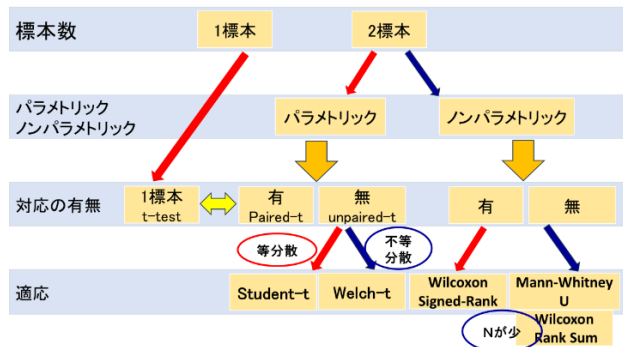 標本数
1標本
2標本
パラメトリック
ノンパラメトリック
パラメトリック
ノンパラメトリック
対応の有無
1標本
t-test
有
Paired-t
無
unpaired-t
有
無
等分散
不等
分散
適応
Student-t
Welch-t
Wilcoxon
Signed-Rank
Mann-Whitney
U
Nが少
Wilcoxon
Rank Sum